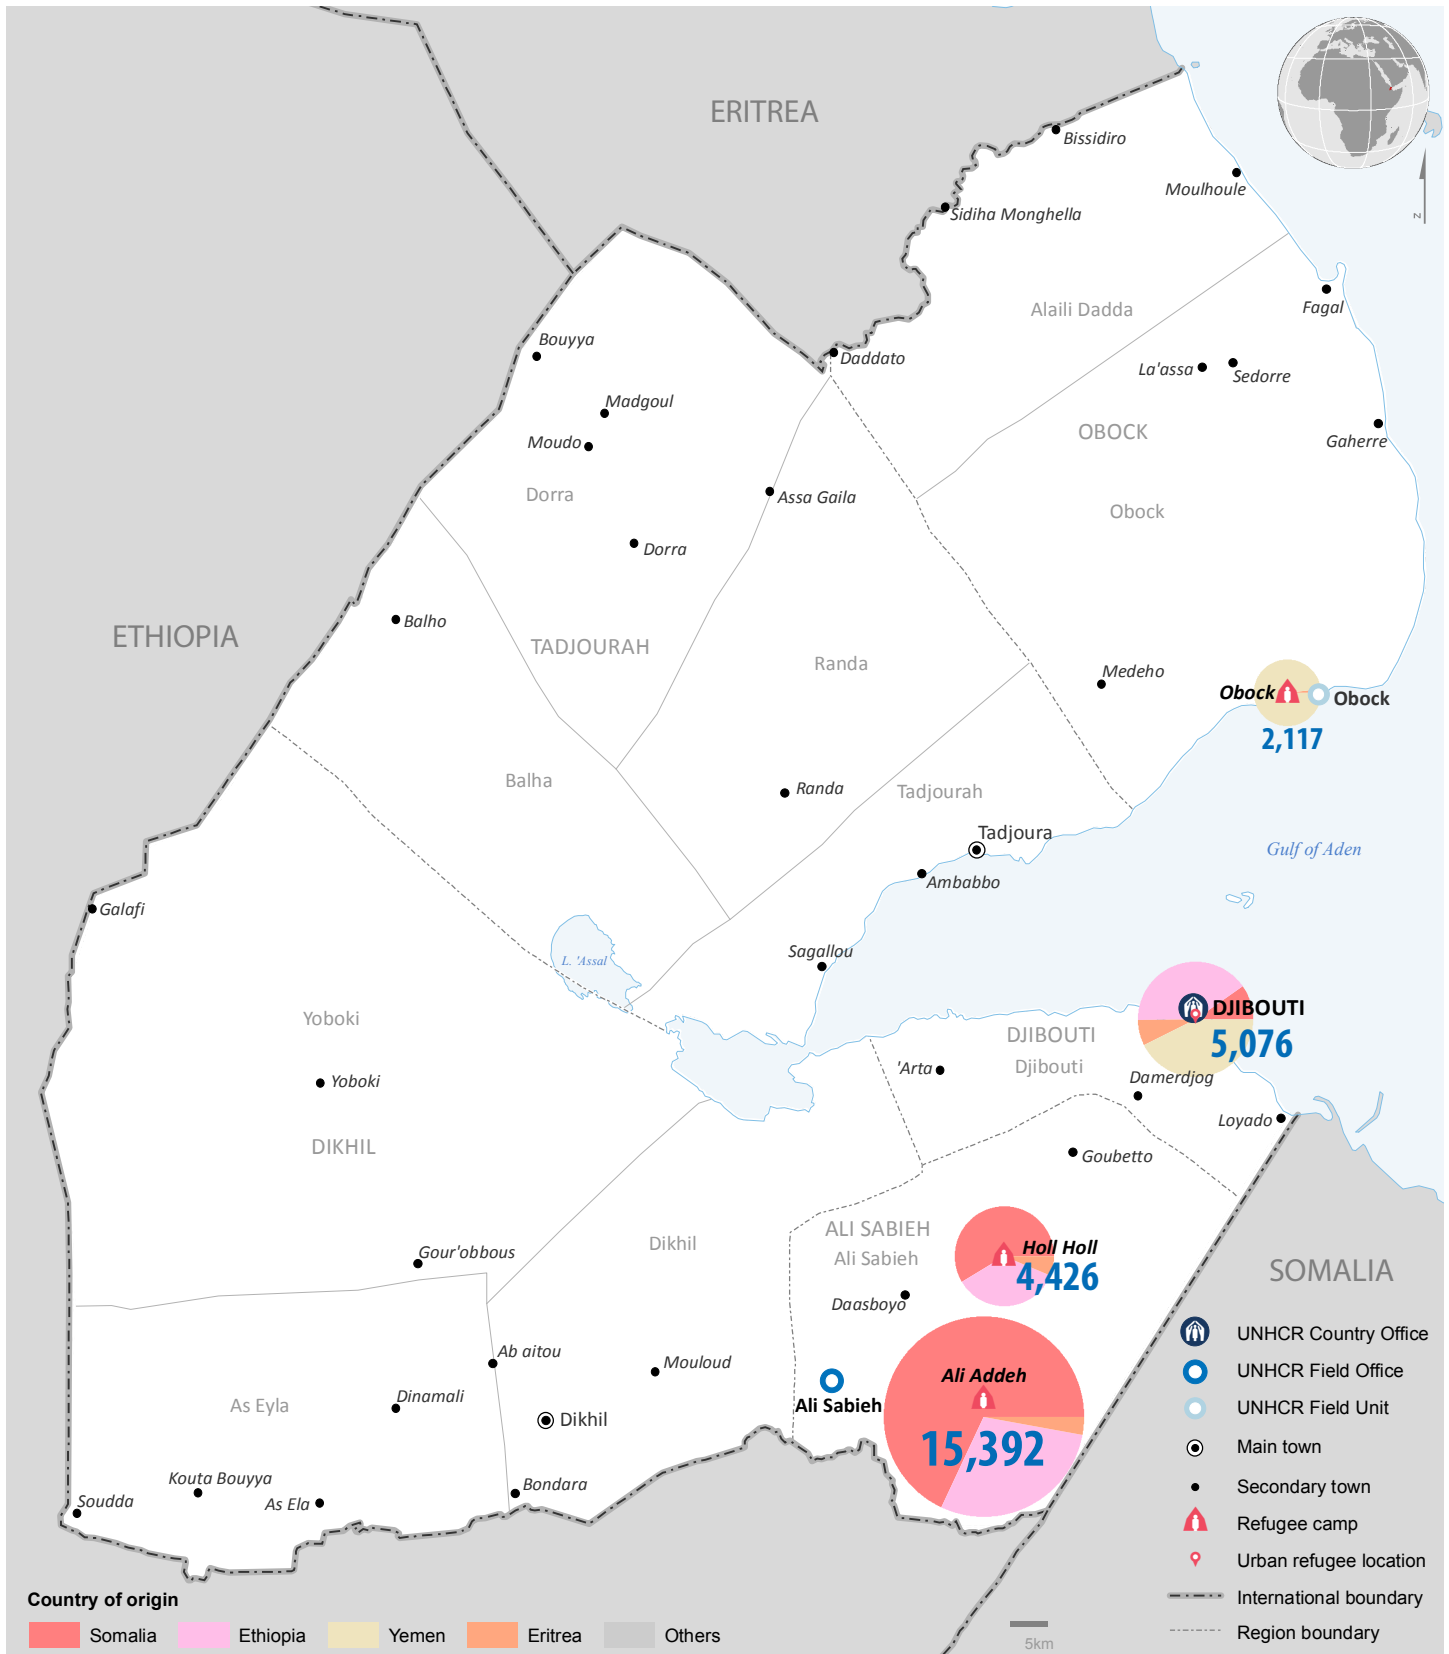 ERITREA
Bissidiro
Moulhoule
Sidiha Monghella
N
Alaili Dadda
Fagal
Bouyya
Daddato
La'assa
Sedorre
Madgoul
Moudo
OBOCK
Gaherre
Dorra
Assa Gaila
Obock
Dorra
Balho
ETHIOPIA
TADJOURAH
Randa
Medeho
Obock
Obock
2,117
Balha
Randa
Tadjourah
Tadjoura
Gulf of Aden
Ambabbo
Galafi
Sagallou
L. 'Assal
Yoboki
DJIBOUTI
DJIBOUTI
5,076
Djibouti
'Arta
Damerdjog
Yoboki
Loyado
DIKHIL
Goubetto
ALI SABIEH
Dikhil
Ali Sabieh
Gour'obbous
Holl Holl
4,426
SOMALIA
Daasboyo
UNHCR Country Office
Ab aitou
Mouloud
Ali Addeh
UNHCR Field Office
Dinamali
As Eyla
Ali Sabieh
UNHCR Field Unit
Dikhil
15,392
Main town
Kouta Bouyya
Bondara
Secondary town
Soudda
As Ela
Refugee camp
Urban refugee location
International boundary
Region boundary
Country of origin
Somalia
Ethiopia
Yemen
Eritrea
Others
5km